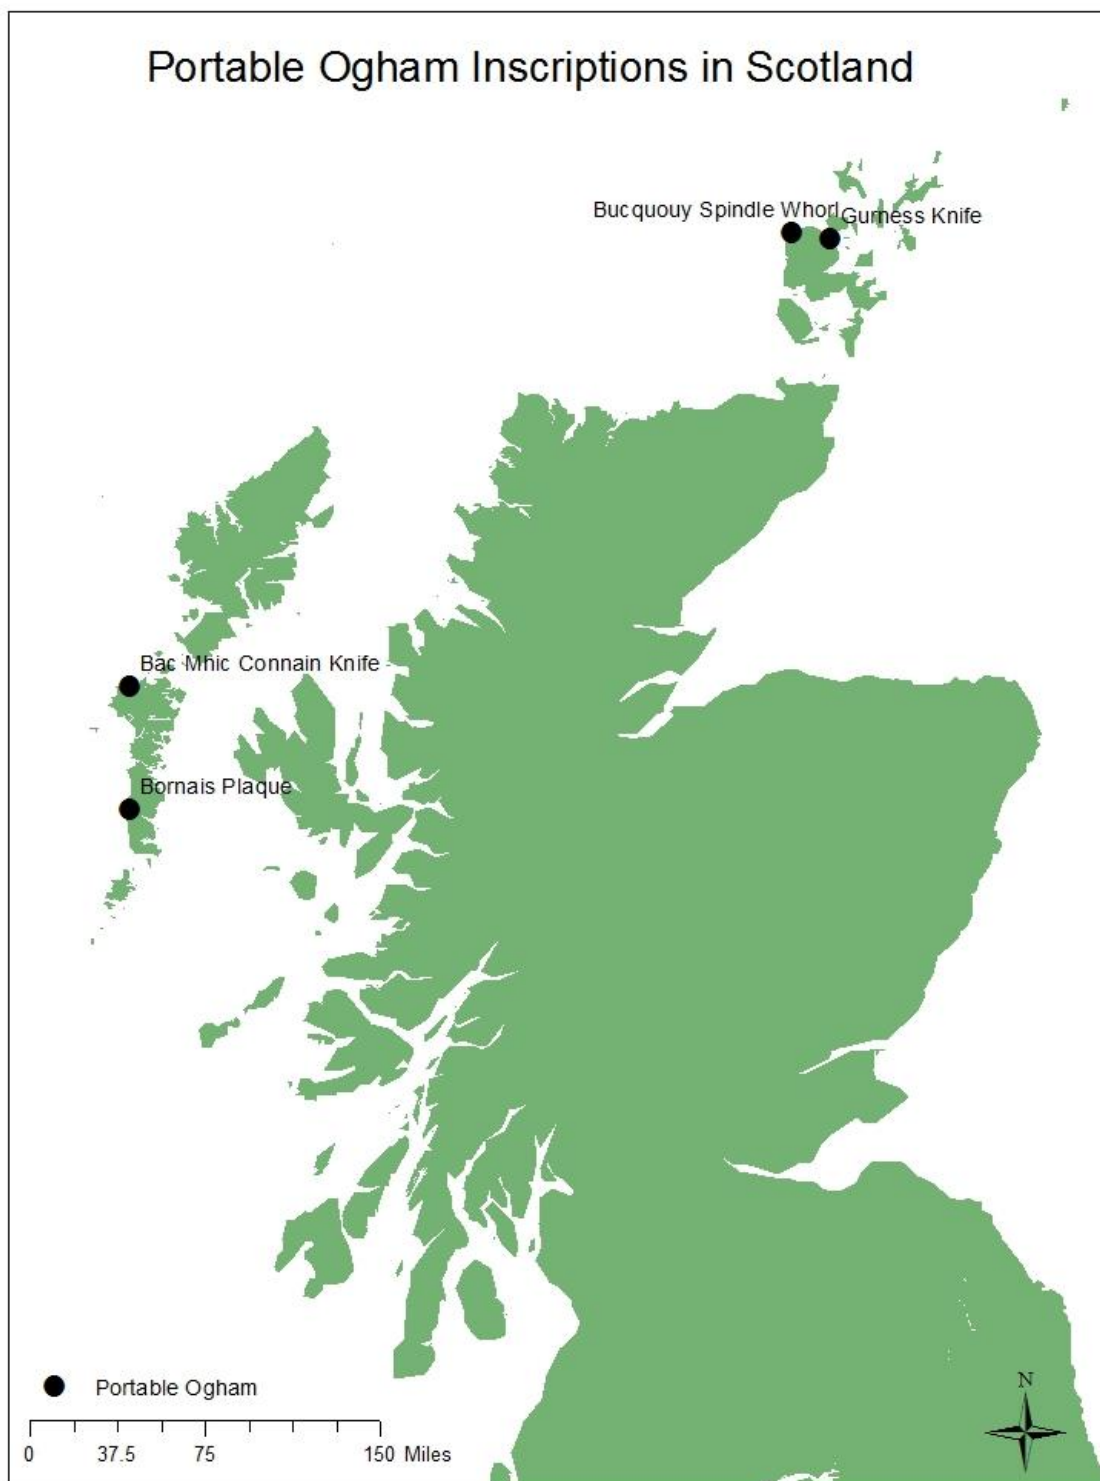 Portable Ogham Inscriptions in Scotland
Bucquouy Spindle Whorl
Gurness Knife
Bac Mhic Connain Knife
Bornais Plaque
N
Portable Ogham
0 37.5 75 150 Miles